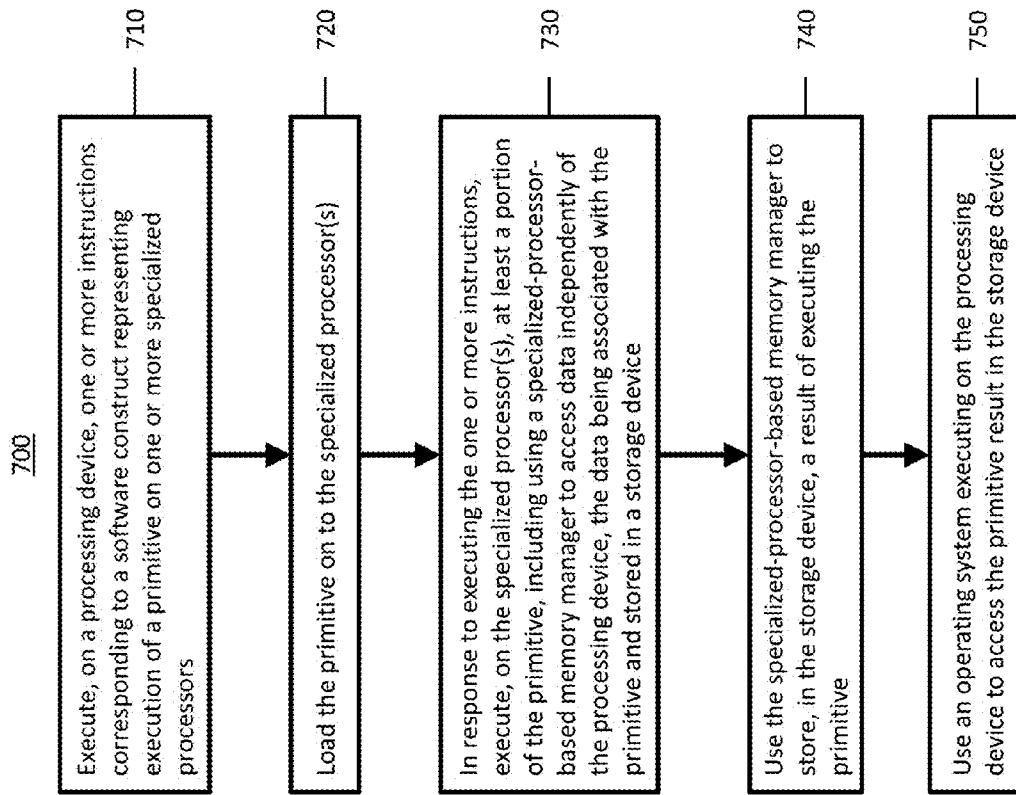 700
Execute, on a processing device, one or more instructions
corresponding to a software construct representing
execution of a primitive on one or more specialized
processors
710
Load the primitive on to the specialized processor(s)
720
In response to executing the one or more instructions,
execute, on the specialized processor(s), at least a portion
of the primitive, including using a specialized-processor-
based memory manager to access data independently of
the processing device, the data being associated with the
primitive and stored in a storage device
730
Use the specialized-processor-based memory manager to
store, in the storage device, a result of executing the
primitive
740
Use an operating system executing on the processing
device to access the primitive result in the storage device
750